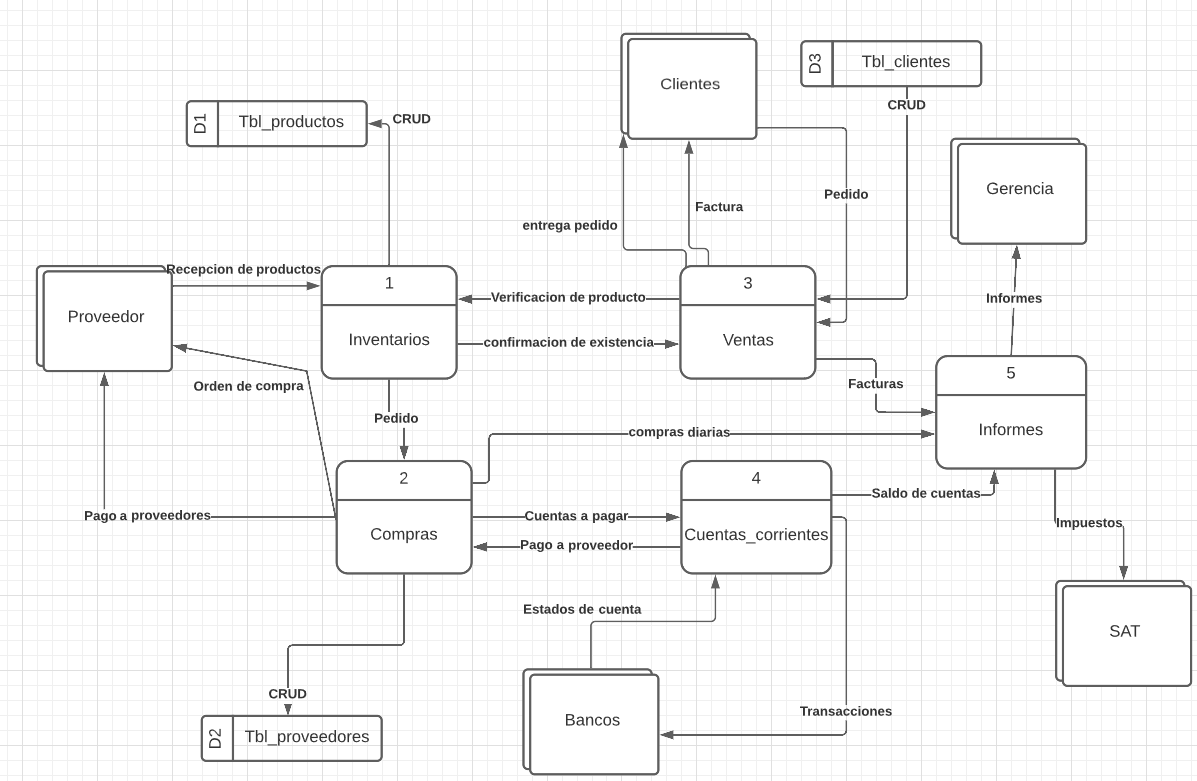 D3
Tbl_clientes
Clientes
CRUD
D1
Tbl_productos
CRUD
Gerencia
Pedido
Factura
entrega pedido
Recepcion de productos
1
3
Verificacion de producto
Informes
Proveedor
Inventarios
confirmacion de existencia
Ventas
5
Orden de compra
Facturas
Pedido
compras diarias
Informes
2
4
Saldo de cuentas
Pago a proveedores
Cuentas a pagar
Impuestos
Compras
Cuentas_corrientes
Pago a proveedor
Estados de cuenta
SAT
CRUD
Transacciones
Bancos
D2
Tbl_proveedores